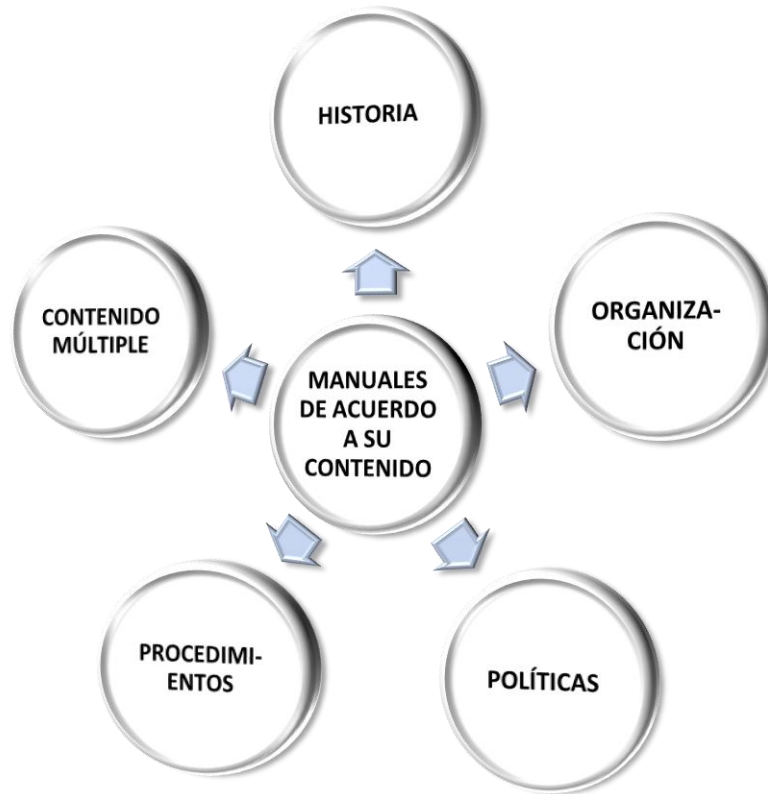 HISTORIA
ORGANIZA-
CIÓN
CONTENIDO
MÚLTIPLE
MANUALES
DE ACUERDO
A SU
CONTENIDO
PROCEDIMI-
ENTOS
POLÍTICAS